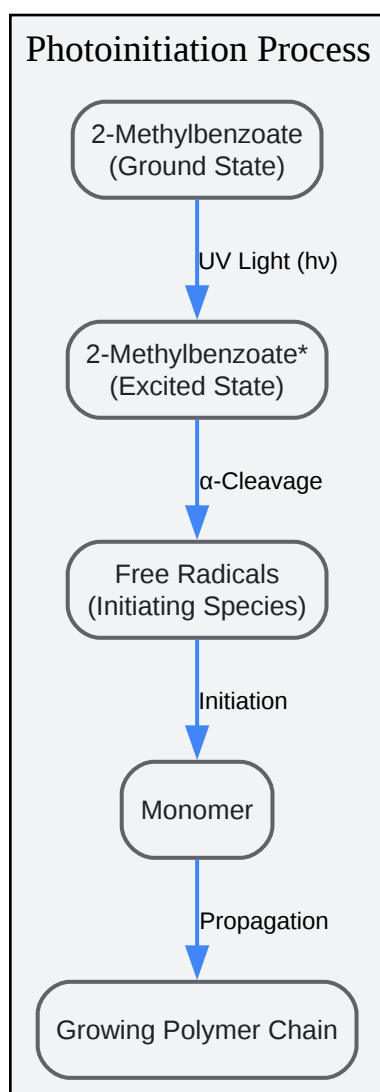 Photoinitiation Process
2-Methylbenzoate
(Ground State)
UV Light (hν)
2-Methylbenzoate*
(Excited State)
α-Cleavage
Free Radicals
(Initiating Species)
Initiation
Monomer
Propagation
Growing Polymer Chain